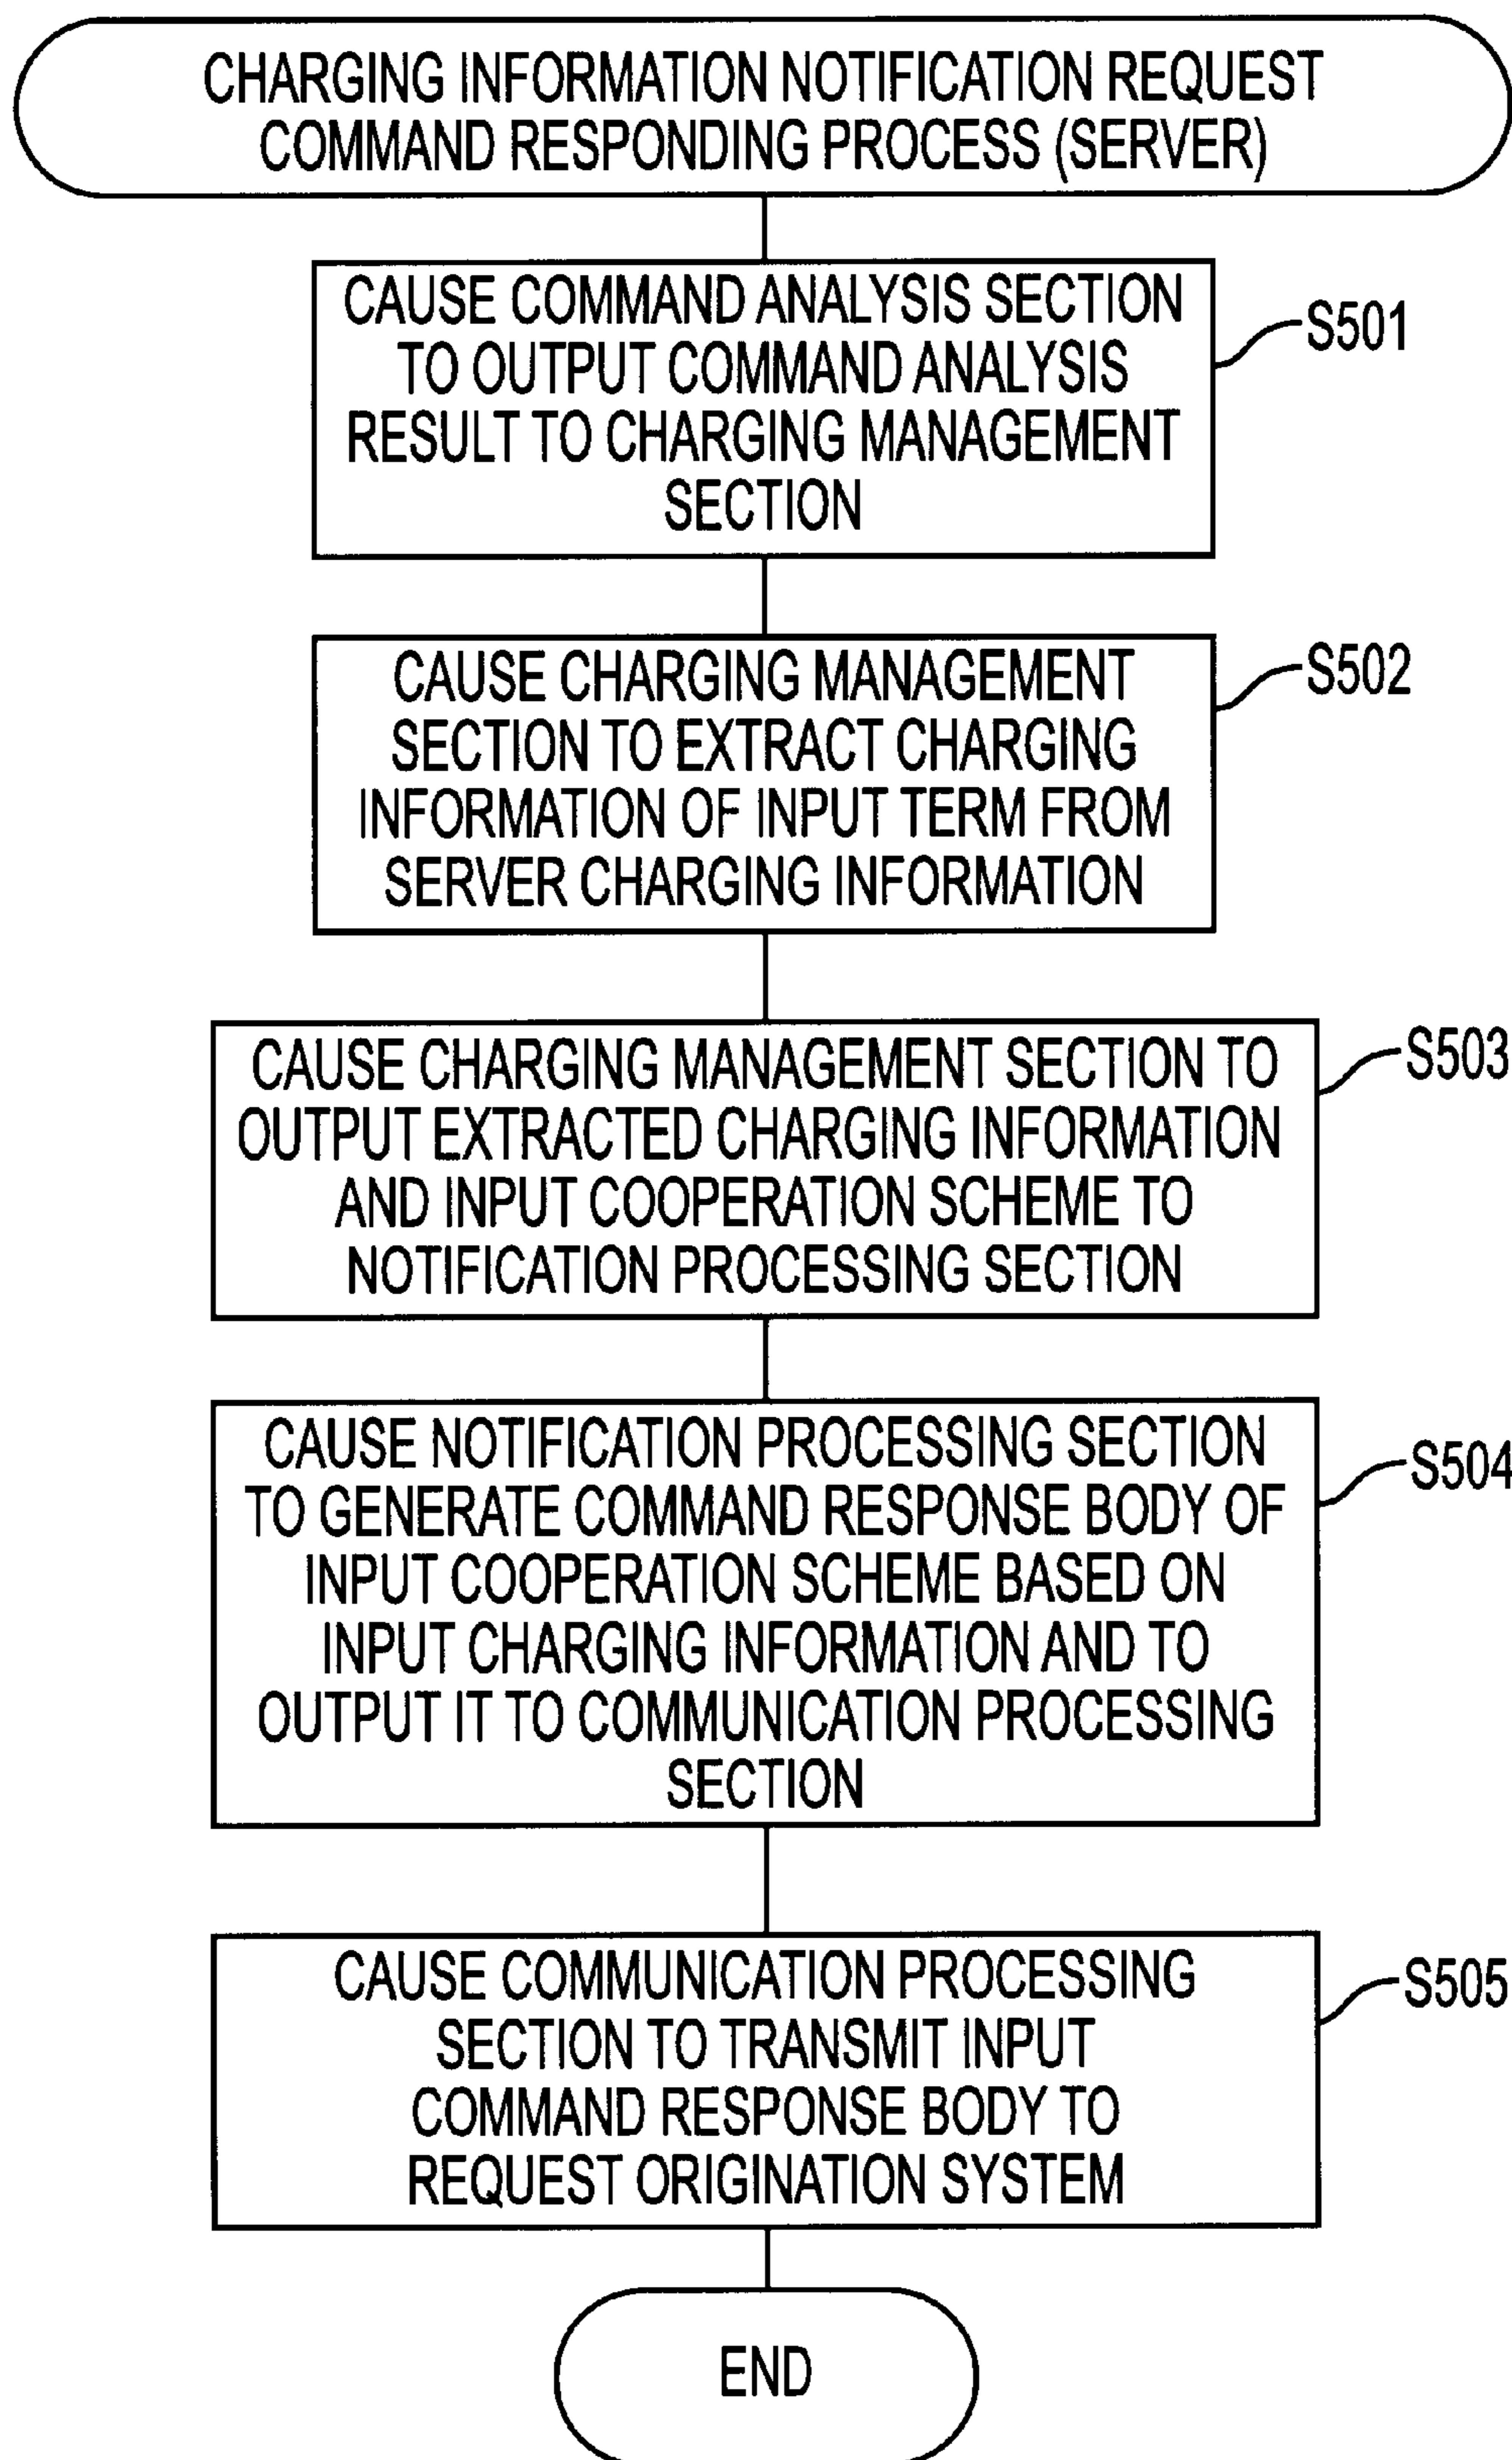 CHARGING INFORMATION NOTIFICATION REQUEST
COMMAND RESPONDING PROCESS (SERVER)
CAUSE COMMAND ANALYSIS SECTION
TO OUTPUT COMMAND ANALYSIS
RESULT TO CHARGING MANAGEMENT
SECTION
S501
CAUSE CHARGING MANAGEMENT
SECTION TO EXTRACT CHARGING
INFORMATION OF INPUT TERM FROM
SERVER CHARGING INFORMATION
S502
CAUSE CHARGING MANAGEMENT SECTION TO
OUTPUT EXTRACTED CHARGING INFORMATION
AND INPUT COOPERATION SCHEME TO
NOTIFICATION PROCESSING SECTION
S503
CAUSE NOTIFICATION PROCESSING SECTION
TO GENERATE COMMAND RESPONSE BODY OF
INPUT COOPERATION SCHEME BASED ON
INPUT CHARGING INFORMATION AND TO
OUTPUT IT TO COMMUNICATION PROCESSING
SECTION
S504
CAUSE COMMUNICATION PROCESSING
SECTION TO TRANSMIT INPUT
COMMAND RESPONSE BODY TO
REQUEST ORIGINATION SYSTEM
S505
END